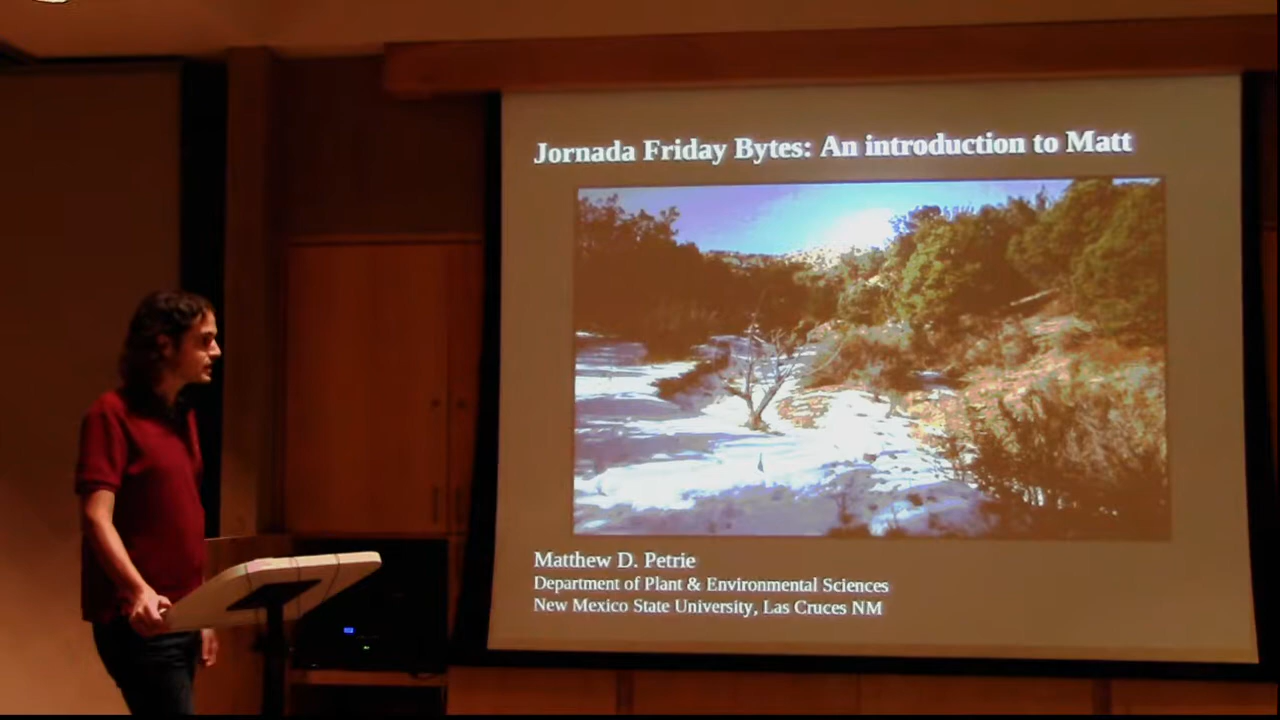 Jornada Friday Bytes: An introduction to Matt
Matthew D. Petrie
Department of Plant & Environmental Sciences
New Mexico State University, Las Cruces NM